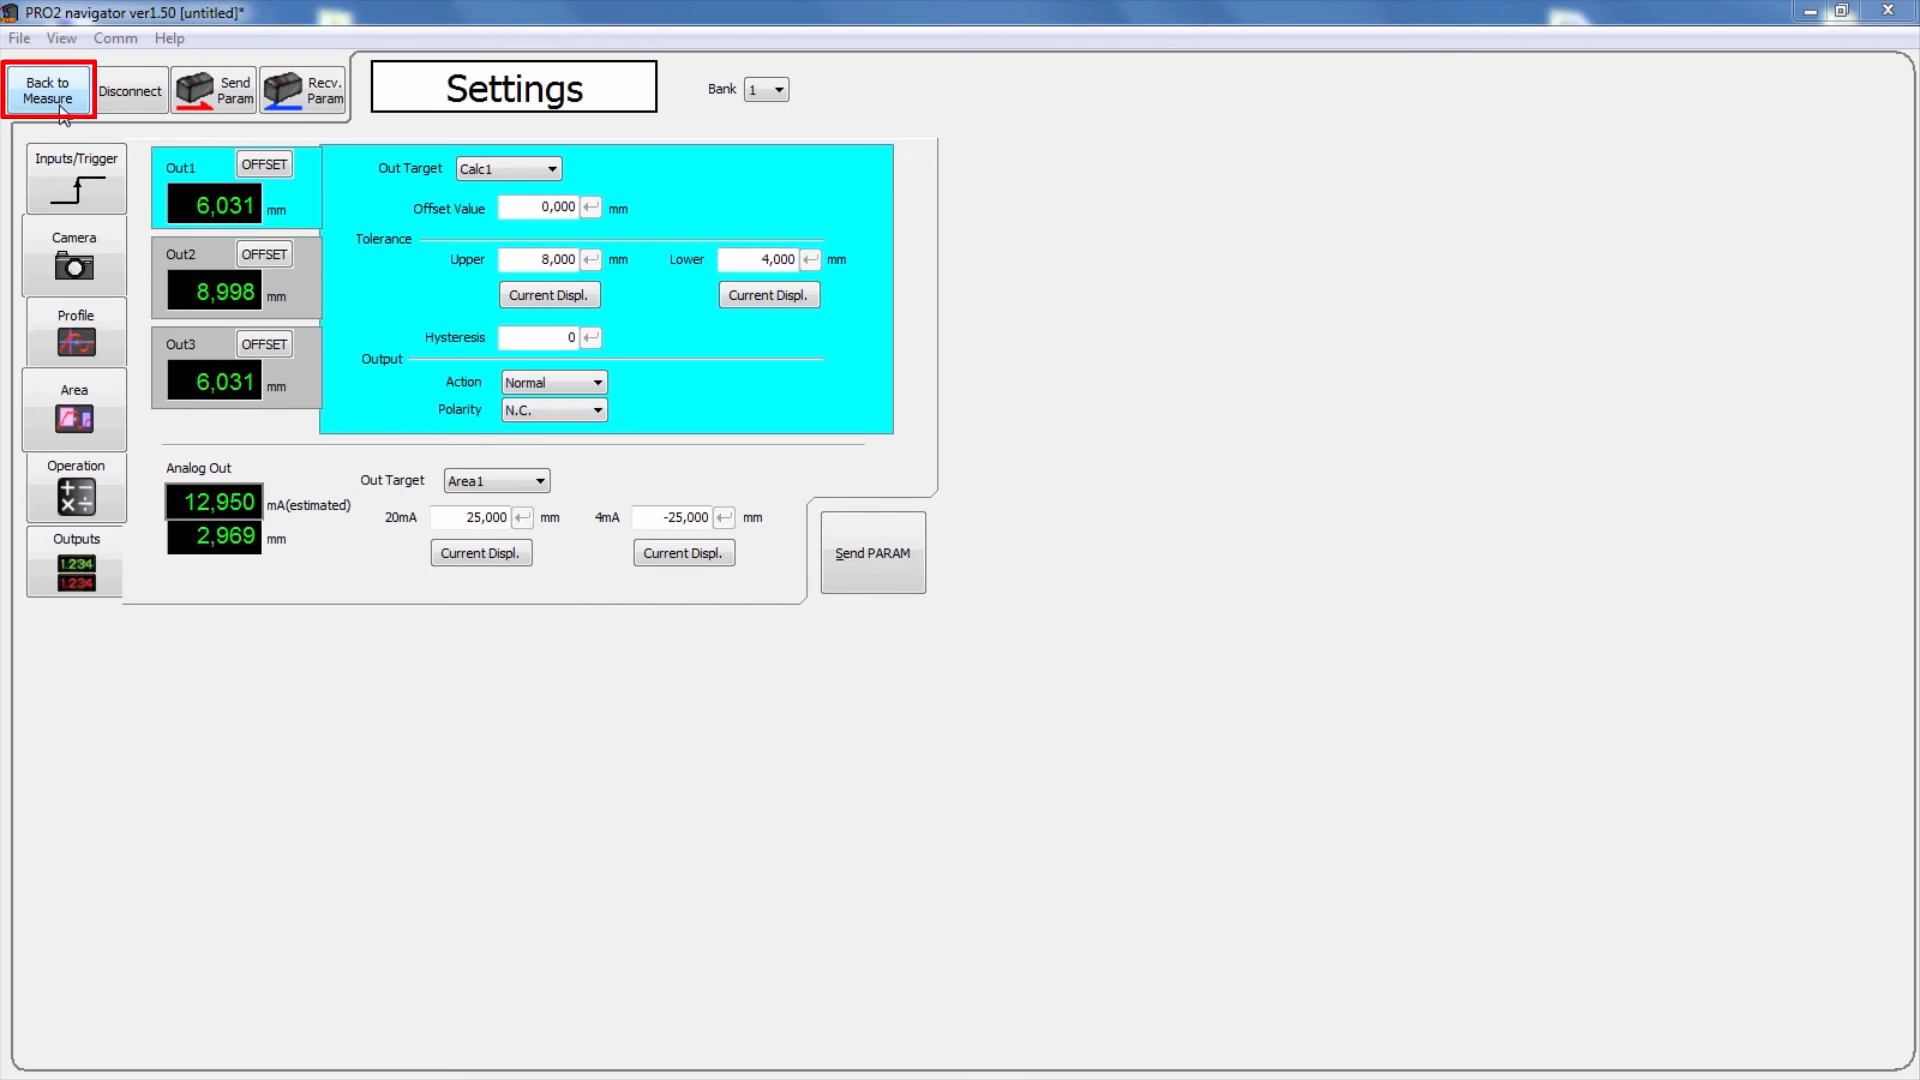 PRO2 navigator ver1.50 [untitled]*
File View Comm Help
Back to
Measure
Disconnect
Send
Param
Recv.
Param
Settings
Bank 1
Inputs/Trigger
Camera
Profile
Area
Operation
Outputs
1.234
1.234
Out1 OFFSET
6,031 mm
Out2 OFFSET
8,998 mm
Out3 OFFSET
6,031 mm
Out Target Calc1
Offset Value 0,000 mm
Tolerance
Upper 8,000 mm Lower 4,000 mm
Current Displ. Current Displ.
Hysteresis 0
Output
Action Normal
Polarity N.C.
Analog Out
12,950 mA(estimated)
2,969 mm
Out Target Area1
20mA 25,000 mm 4mA -25,000 mm
Current Displ. Current Displ.
Send PARAM